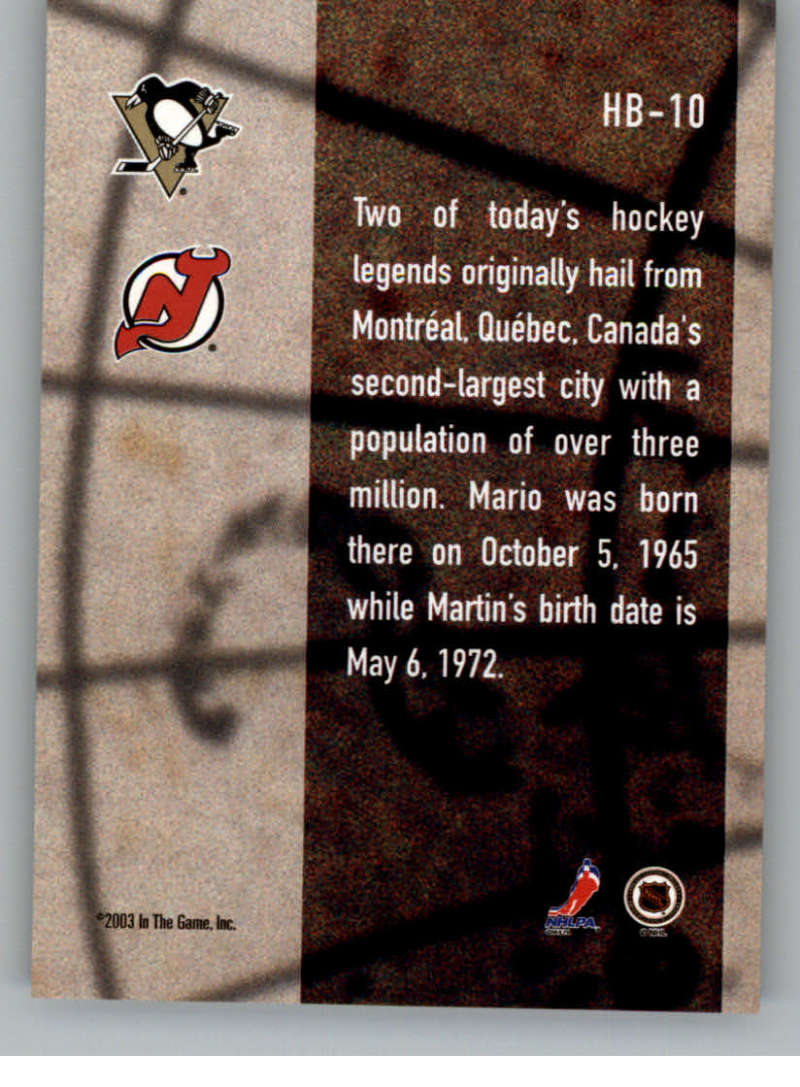 HB-10
Two of today's hockey
legends originally hail from
Montréal, Québec, Canada's
second-largest city with a
population of over three
million. Mario was born
there on October 5, 1965
while Martin's birth date is
May 6, 1972.
©2003 In The Game, Inc.
NHLPA
© NHL